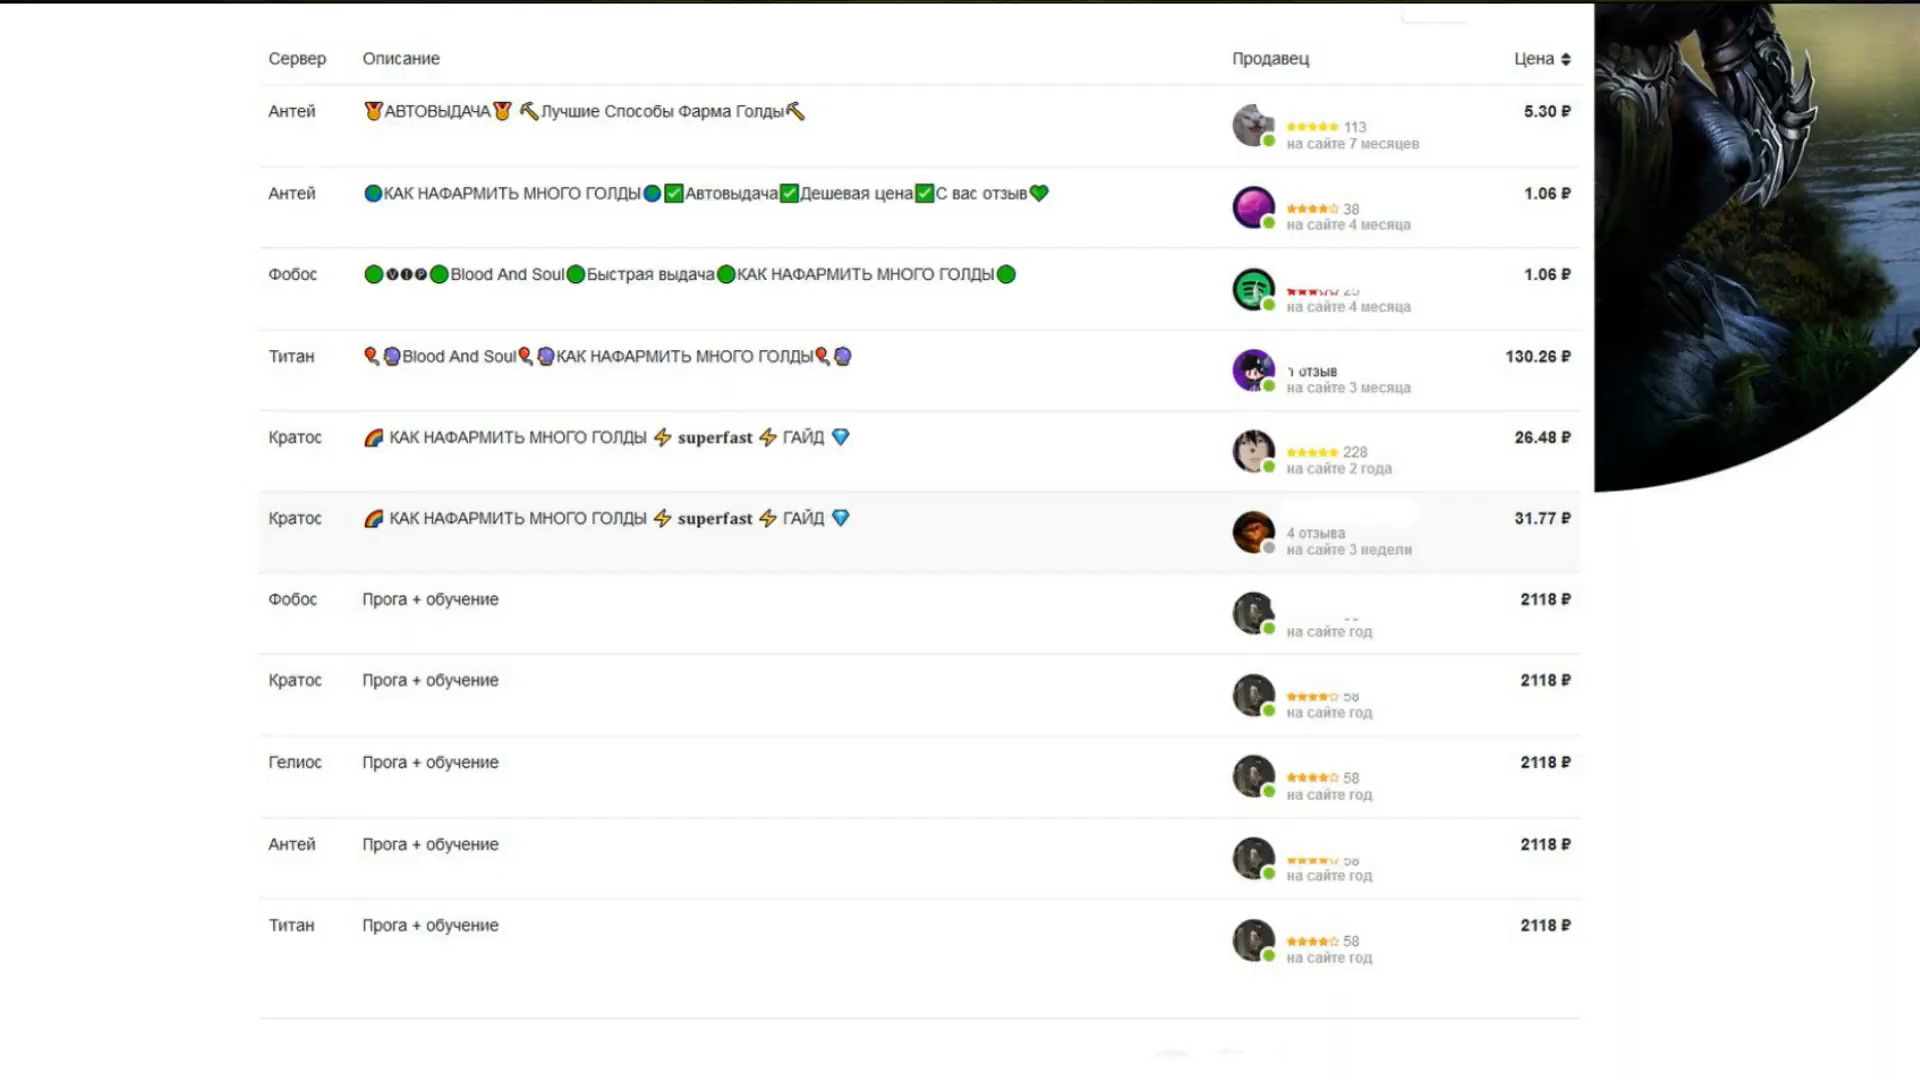 Сервер Описание Продавец Цена
Антей 🏅АВТОВЫДАЧА🏅 ⛏Лучшие Способы Фарма Голды⛏ 5.30 ₽
113
на сайте 7 месяцев
Антей 🌍КАК НАФАРМИТЬ МНОГО ГОЛДЫ🌍✅Автовыдача✅Дешевая цена✅С вас отзыв💚 1.06 ₽
38
на сайте 4 месяца
Фобос 🟢🅥🅘🅟🟢Blood And Soul🟢Быстрая выдача🟢КАК НАФАРМИТЬ МНОГО ГОЛДЫ🟢 1.06 ₽
на сайте 4 месяца
Титан 🎈🔮Blood And Soul🎈🔮КАК НАФАРМИТЬ МНОГО ГОЛДЫ🎈🔮 130.26 ₽
1 отзыв
на сайте 3 месяца
Кратос 🌈 КАК НАФАРМИТЬ МНОГО ГОЛДЫ ⚡ superfast ⚡ ГАЙД 💎 26.48 ₽
228
на сайте 2 года
Кратос 🌈 КАК НАФАРМИТЬ МНОГО ГОЛДЫ ⚡ superfast ⚡ ГАЙД 💎 31.77 ₽
4 отзыва
на сайте 3 недели
Фобос Прога + обучение 2118 ₽
на сайте год
Кратос Прога + обучение 2118 ₽
58
на сайте год
Гелиос Прога + обучение 2118 ₽
58
на сайте год
Антей Прога + обучение 2118 ₽
58
на сайте год
Титан Прога + обучение 2118 ₽
58
на сайте год